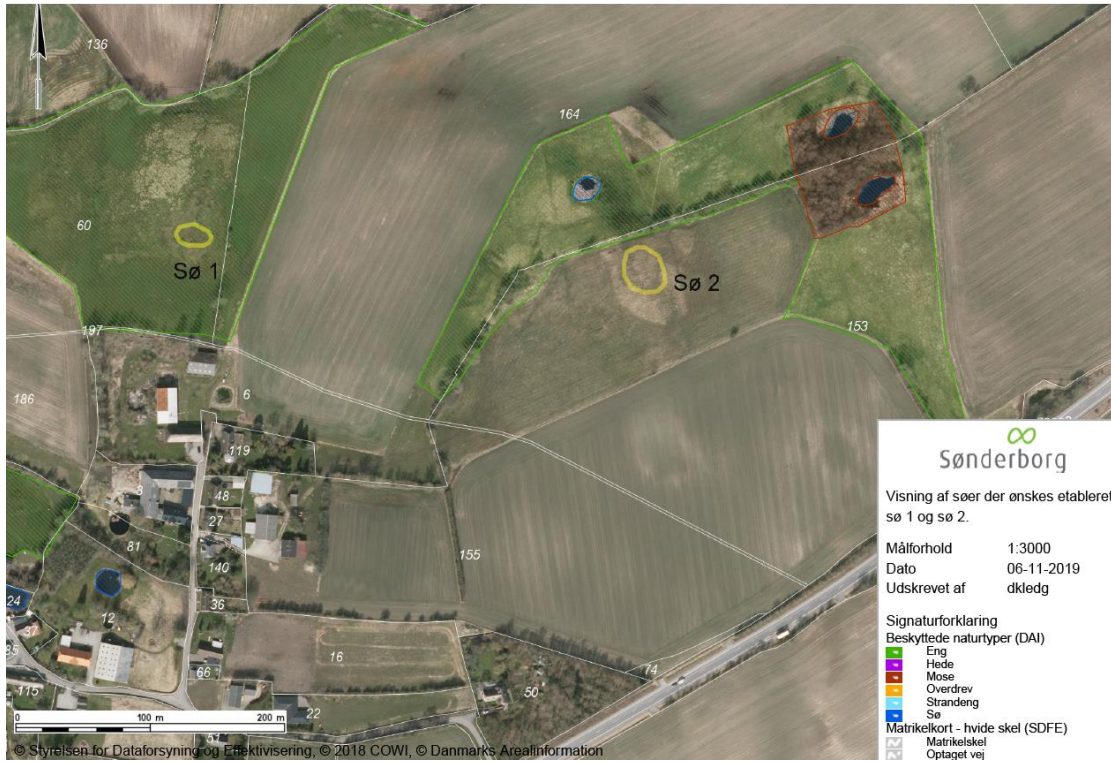 136
164
60
Sø 1
Sø 2
197
153
186
6
119
48
27
81
140
155
24
36
12
16
74
66
50
115
22
0 100 m 200 m
© Styrelsen for Dataforsyning og Effektivisering, © 2018 COWI, © Danmarks Arealinformation
Sønderborg
Visning af søer der ønskes etableret
sø 1 og sø 2.
Målforhold 1:3000
Dato 06-11-2019
Udskrevet af dkledg
Signaturforklaring
Beskyttede naturtyper (DAI)
Eng
Hede
Mose
Overdrev
Strandeng
Sø
Matrikelkort - hvide skel (SDFE)
Matrikelskel
Optaget vej